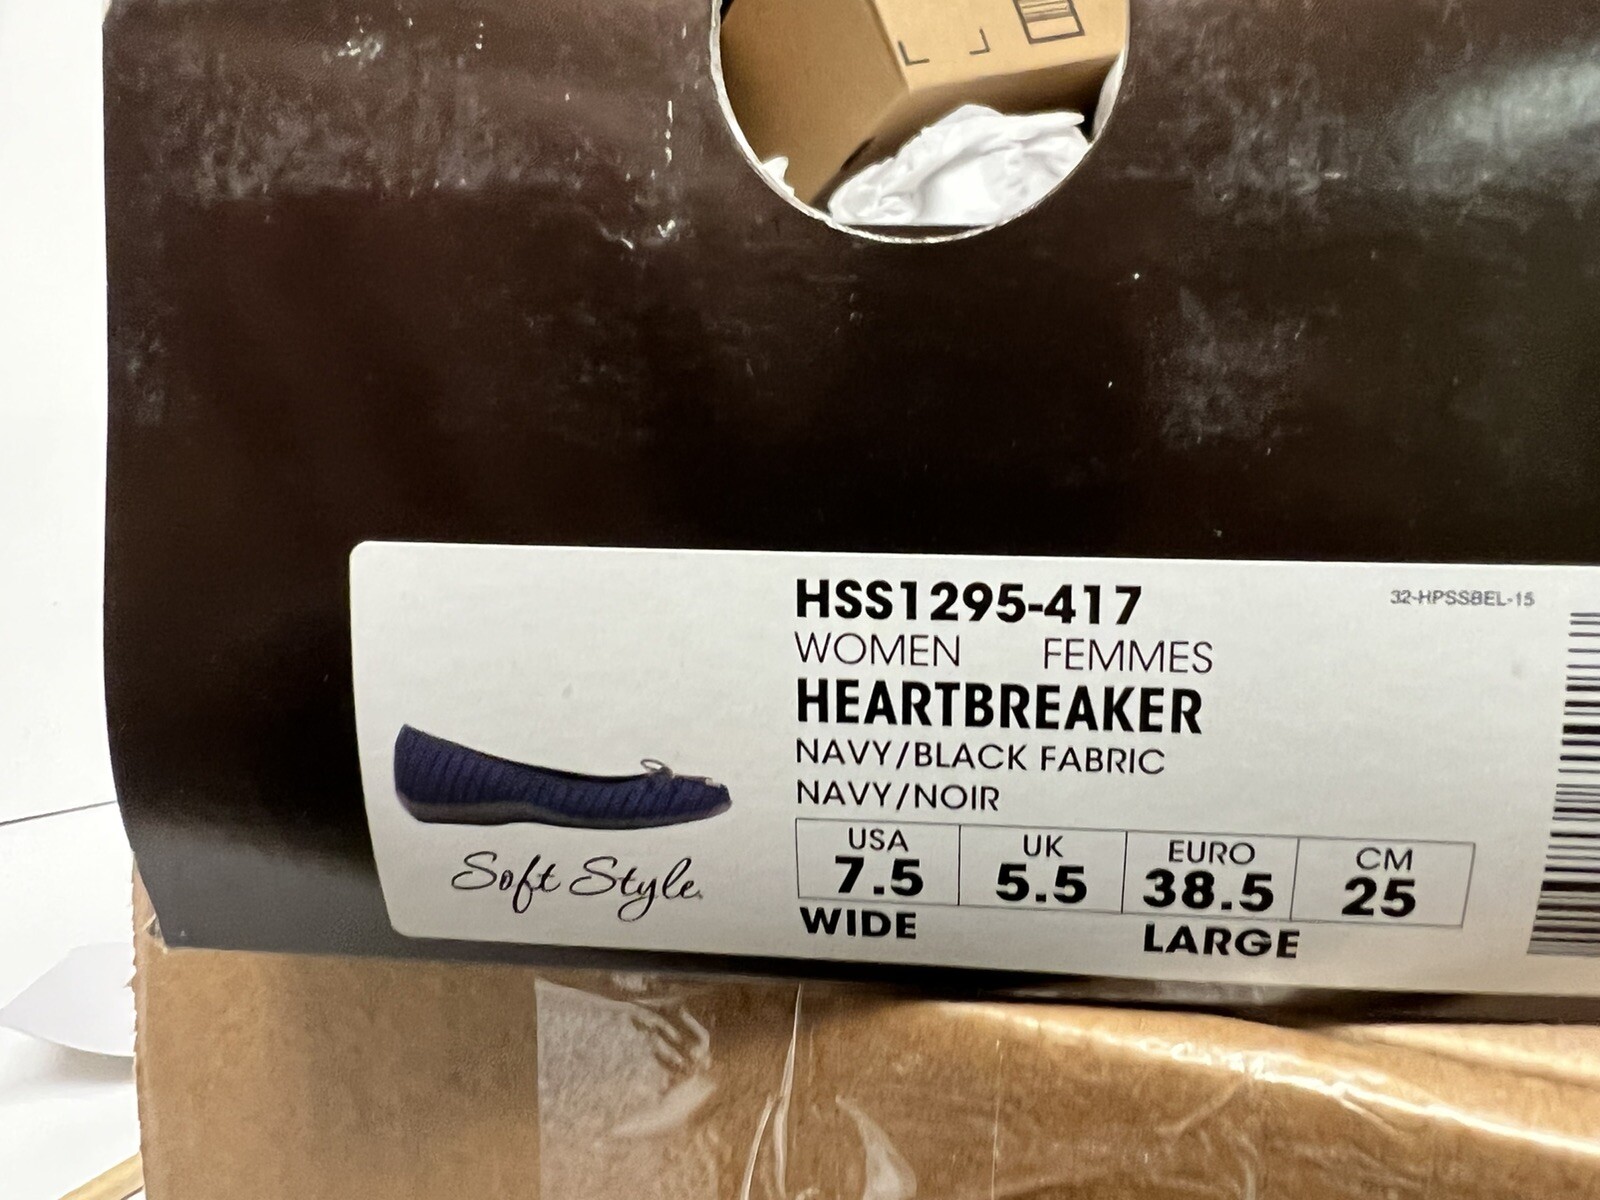 HSS1295-417
32-HPSSBEL-15
WOMEN FEMMES
HEARTBREAKER
NAVY/BLACK FABRIC
NAVY/NOIR
USA UK EURO CM
7.5 5.5 38.5 25
WIDE LARGE
Soft Style